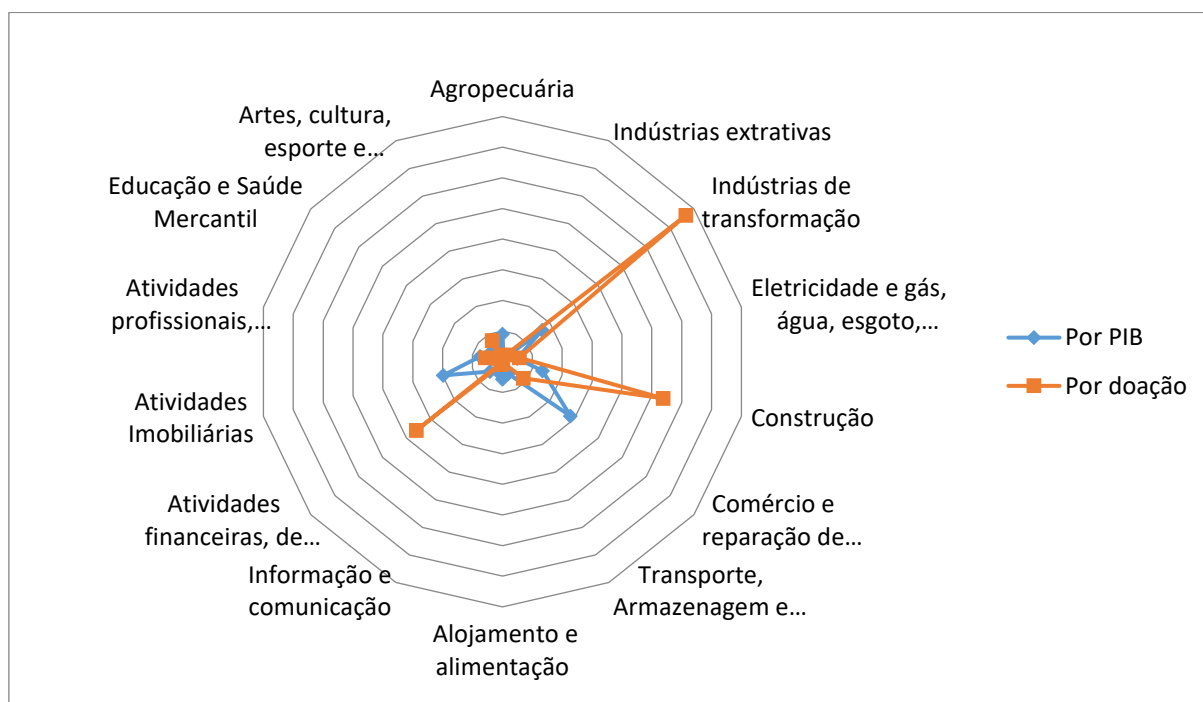 Agropecuária
Indústrias extrativas
Indústrias de
transformação
Eletricidade e gás,
água, esgoto,...
Construção
Comércio e
reparação de...
Transporte,
Armazenagem e...
Alojamento e
alimentação
Informação e
comunicação
Atividades
financeiras, de...
Atividades
Imobiliárias
Atividades
profissionais,...
Educação e Saúde
Mercantil
Artes, cultura,
esporte e...
Por PIB
Por doação